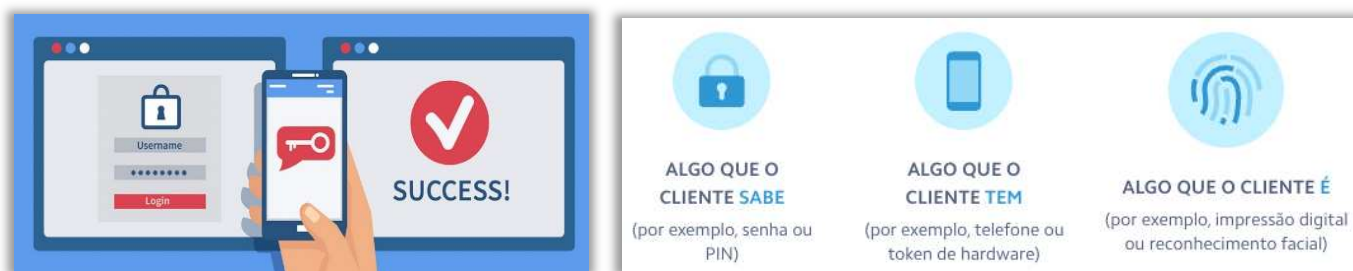 Username
Login
SUCCESS!
ALGO QUE O
CLIENTE SABE
(por exemplo, senha ou
PIN)
ALGO QUE O
CLIENTE TEM
(por exemplo, telefone ou
token de hardware)
ALGO QUE O CLIENTE É
(por exemplo, impressão digital
ou reconhecimento facial)